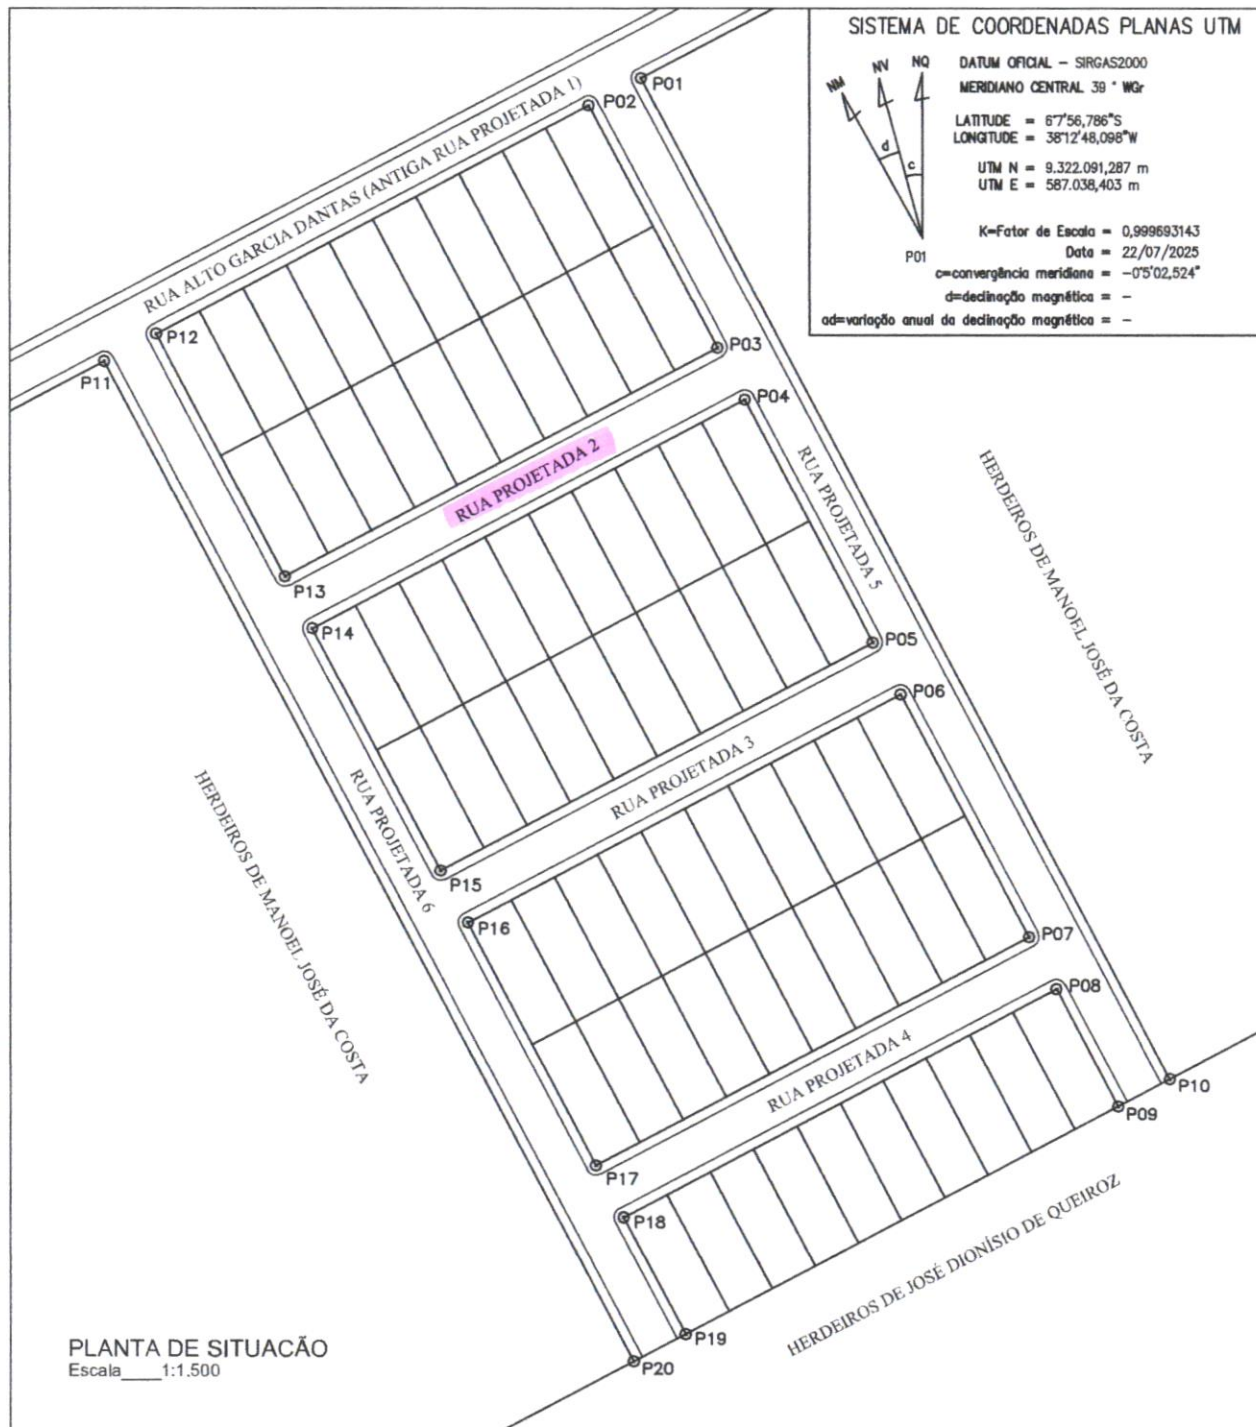 SISTEMA DE COORDENADAS PLANAS UTM
NM
NV
NQ
d
c
P01
DATUM OFICIAL - SIRGAS2000
MERIDIANO CENTRAL 39 ° WGr
LATITUDE = 6°7'56,786"S
LONGITUDE = 38°12'48,098"W
UTM N = 9.322.091,287 m
UTM E = 587.038,403 m
K=Fator de Escala = 0,999693143
Data = 22/07/2025
c=convergência meridiana = -0°5'02,524"
d=declinação magnética = -
ad=variação anual da declinação magnética = -
P01
P02
RUA ALTO GARCIA DANTAS (ANTIGA RUA PROJETADA 1)
P12
P11
P03
P04
RUA PROJETADA 2
RUA PROJETADA 5
HERDEIROS DE MANOEL JOSÉ DA COSTA
P13
P14
P05
P06
RUA PROJETADA 3
RUA PROJETADA 6
HERDEIROS DE MANOEL JOSÉ DA COSTA
P15
P16
P07
P08
RUA PROJETADA 4
P10
P09
P17
P18
HERDEIROS DE JOSÉ DIONÍSIO DE QUEIROZ
P19
P20
PLANTA DE SITUACÃO
Escala____1:1.500